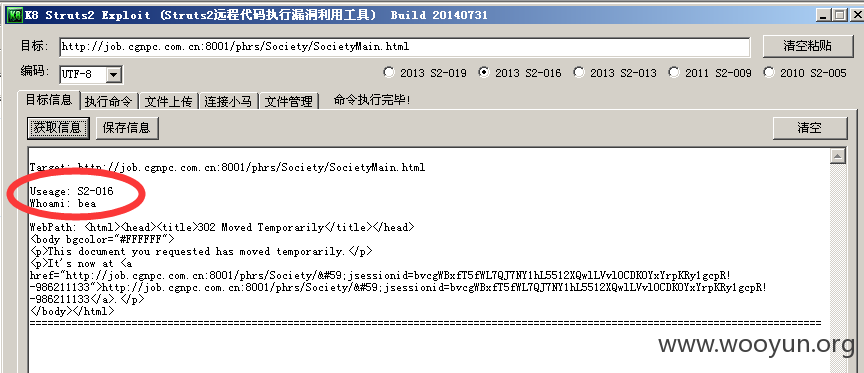 K8 Struts2 Exploit (Struts2远程代码执行漏洞利用工具) Build 20140731
目标: http://job.cgnpc.com.cn:8001/phrs/Society/SocietyMain.html 清空粘贴
编码: UTF-8 2013 S2-019 2013 S2-016 2013 S2-013 2011 S2-009 2010 S2-005
目标信息 执行命令 文件上传 连接小马 文件管理 命令执行完毕!
获取信息 保存信息 清空
Target: http://job.cgnpc.com.cn:8001/phrs/Society/SocietyMain.html
Useage: S2-016
Whoami: bea
WebPath: <html><head><title>302 Moved Temporarily</title></head>
<body bgcolor="#FFFFFF">
<p>This document you requested has moved temporarily.</p>
<p>It's now at <a
href="http://job.cgnpc.com.cn:8001/phrs/Society/&#59;jsessionid=bvcgWBxfT5fWL7QJ7NY1hL5512XQwlLVvlOCDKOYxYrpKRy1gcpR!
-986211133">http://job.cgnpc.com.cn:8001/phrs/Society/&#59;jsessionid=bvcgWBxfT5fWL7QJ7NY1hL5512XQwlLVvlOCDKOYxYrpKRy1gcpR!
-986211133</a>.</p>
</body></html>
================================================================================
www.wooyun.org